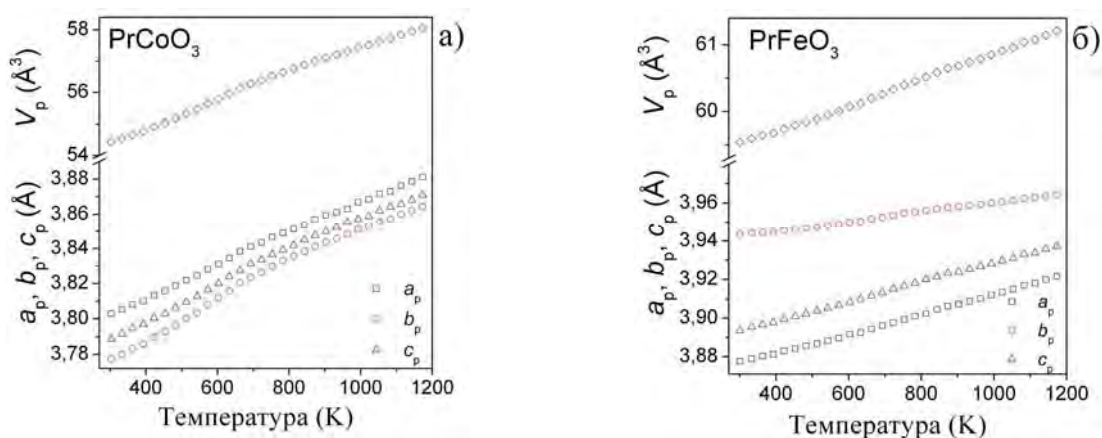 PrCoO3
а)
Vp (Å3)
58
56
54
ap, bp, cp (Å)
3,88
3,86
3,84
3,82
3,80
3,78
ap
bp
cp
400 600 800 1000 1200
Температура (K)
PrFeO3
б)
Vp (Å3)
61
60
ap, bp, cp (Å)
3,96
3,94
3,92
3,90
3,88
ap
bp
cp
400 600 800 1000 1200
Температура (K)